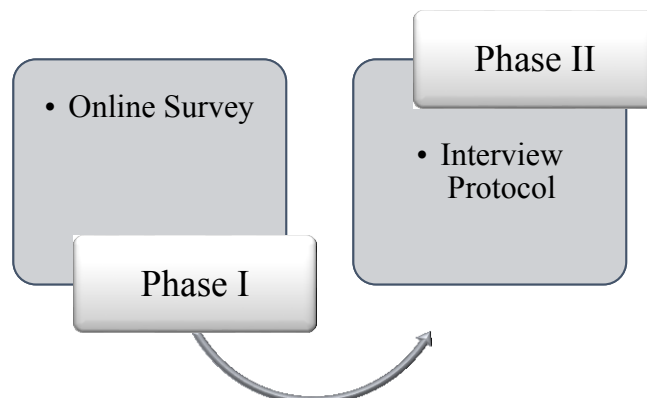 • Online Survey
Phase I
Phase II
• Interview
Protocol